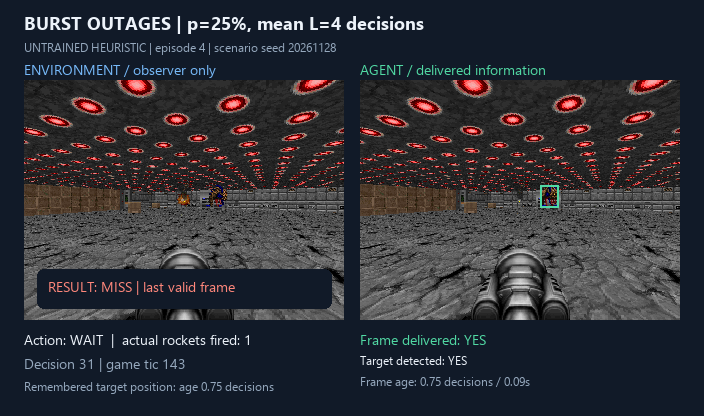 BURST OUTAGES | p=25%, mean L=4 decisions
UNTRAINED HEURISTIC | episode 4 | scenario seed 20261128
ENVIRONMENT / observer only
AGENT / delivered information
RESULT: MISS | last valid frame
Action: WAIT | actual rockets fired: 1
Decision 31 | game tic 143
Remembered target position: age 0.75 decisions
Frame delivered: YES
Target detected: YES
Frame age: 0.75 decisions / 0.09s